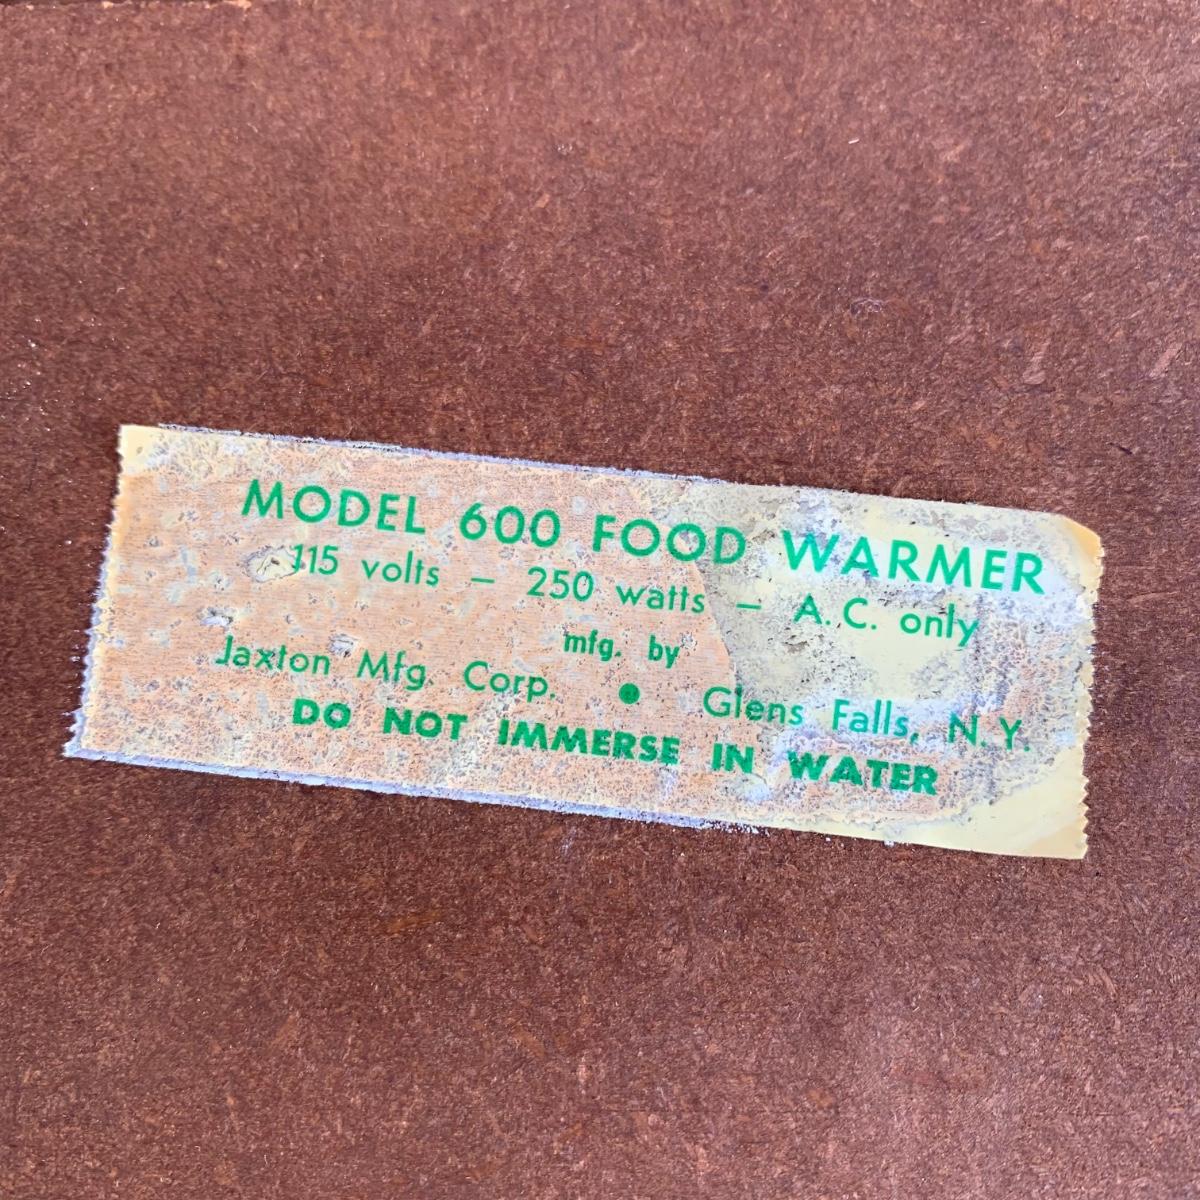 MODEL 600 FOOD WARMER
115 volts — 250 watts — A.C. only
mfg. by
Jaxton Mfg. Corp. • Glens Falls, N.Y.
DO NOT IMMERSE IN WATER